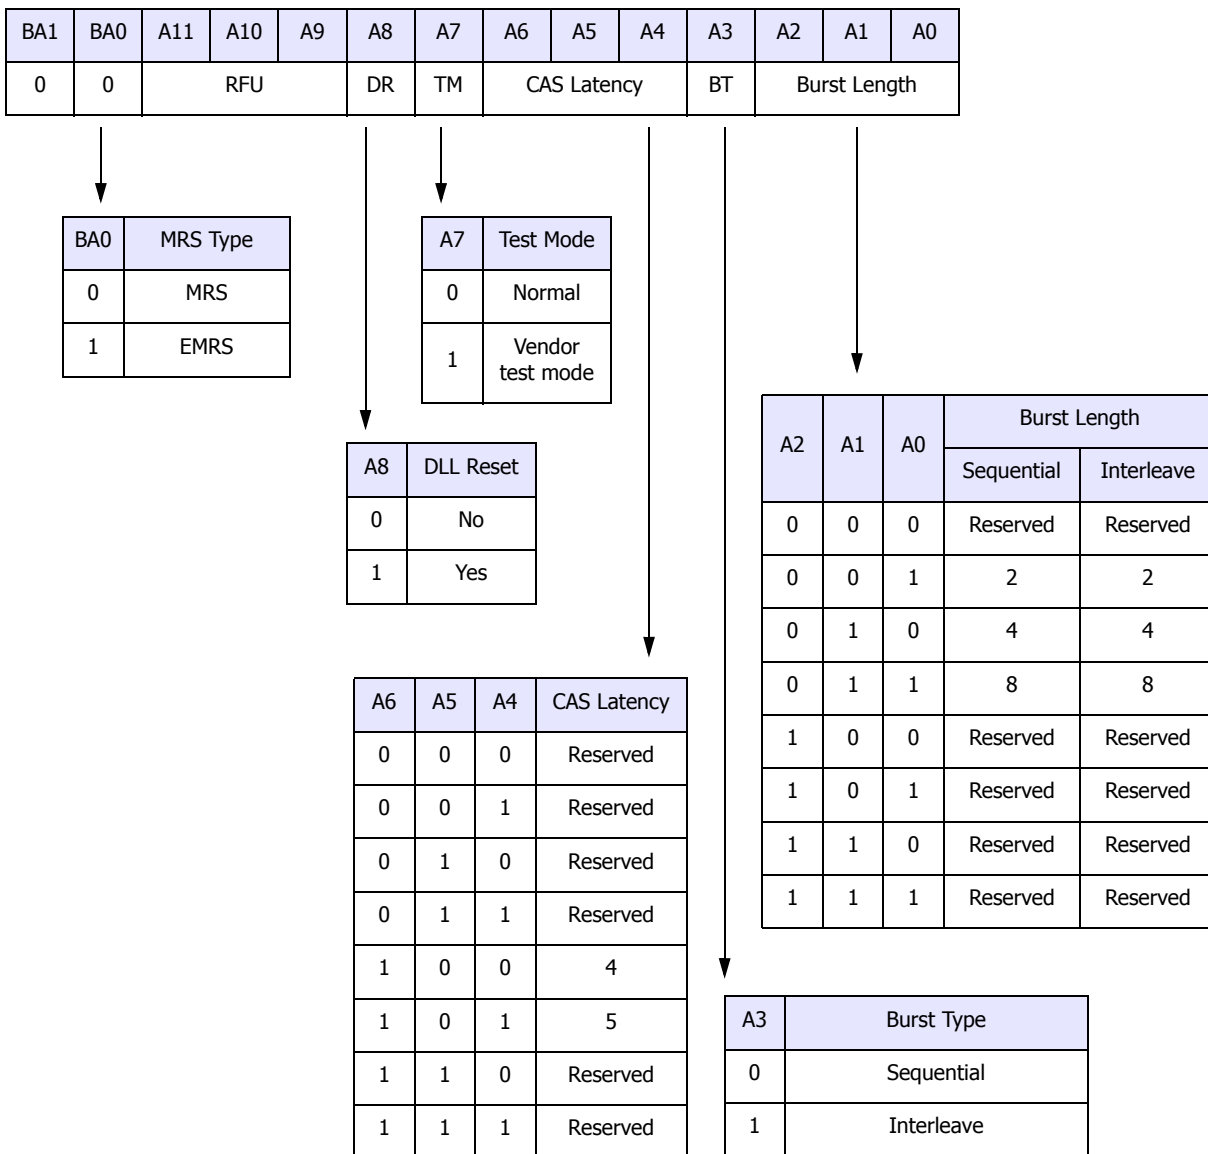 BA1 BA0 A11 A10 A9 A8 A7 A6 A5 A4 A3 A2 A1 A0
0 0 RFU DR TM CAS Latency BT Burst Length
BA0 MRS Type
0 MRS
1 EMRS
A7 Test Mode
0 Normal
1 Vendor
test mode
A8 DLL Reset
0 No
1 Yes
A2 A1 A0 Burst Length
Sequential Interleave
0 0 0 Reserved Reserved
0 0 1 2 2
0 1 0 4 4
0 1 1 8 8
1 0 0 Reserved Reserved
1 0 1 Reserved Reserved
1 1 0 Reserved Reserved
1 1 1 Reserved Reserved
A6 A5 A4 CAS Latency
0 0 0 Reserved
0 0 1 Reserved
0 1 0 Reserved
0 1 1 Reserved
1 0 0 4
1 0 1 5
1 1 0 Reserved
1 1 1 Reserved
A3 Burst Type
0 Sequential
1 Interleave